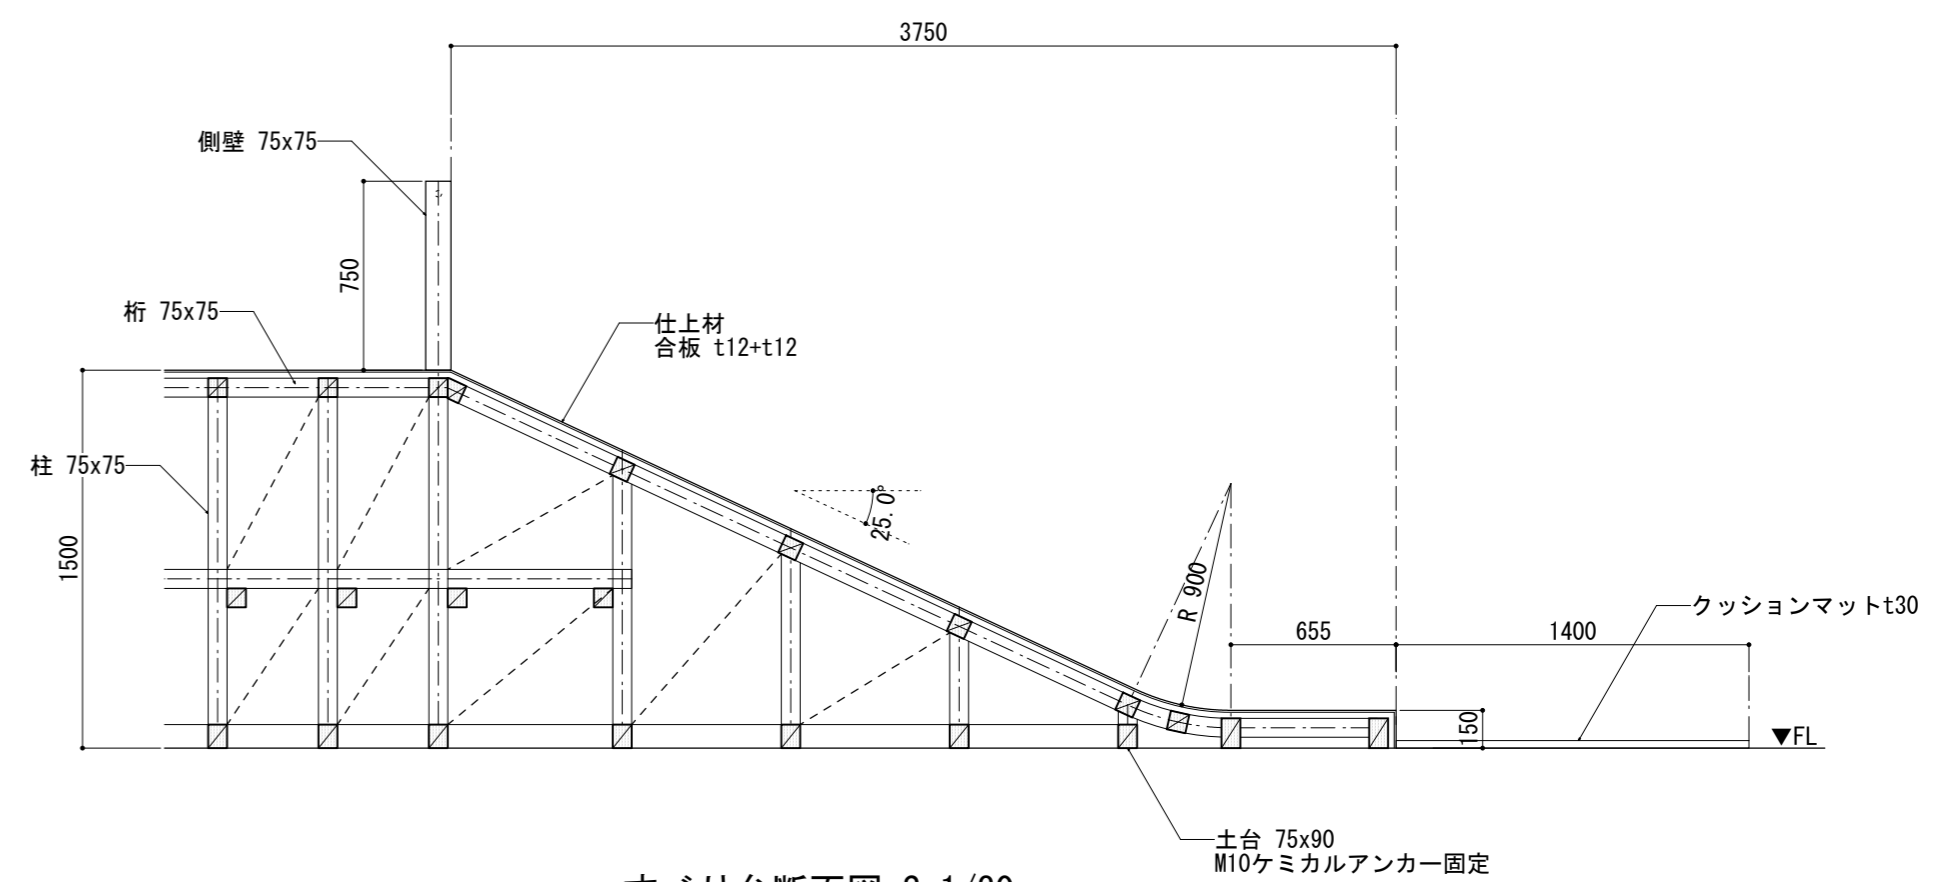 3750
側壁 75x75
750
桁 75x75
仕上材
合板 t12+t12
柱 75x75
25.0°
1500
R 900
クッションマットt30
655
1400
150
▼FL
土台 75x90
M10ケミカルアンカー固定